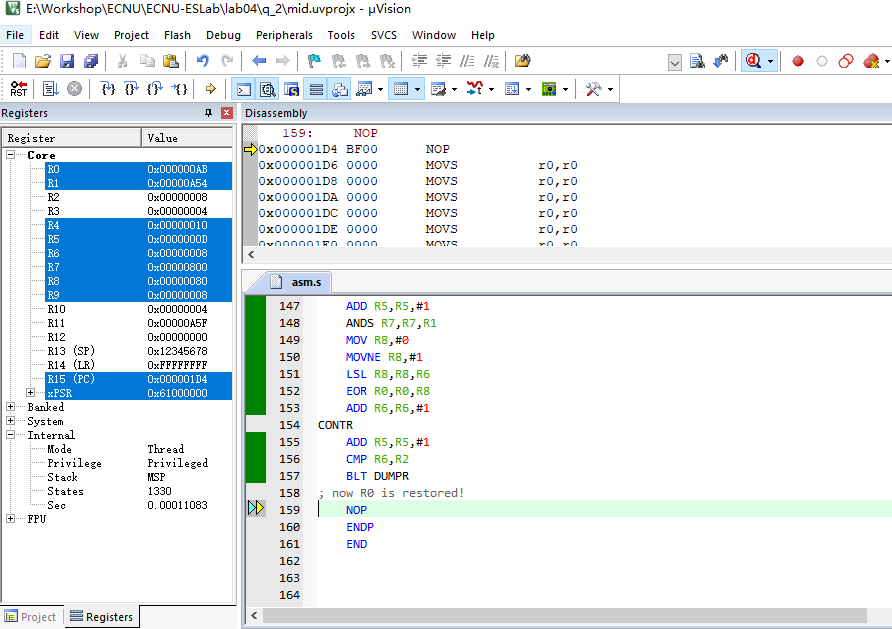 E:\Workshop\ECNU\ECNU-ESLab\lab04\q_2\mid.uvprojx - µVision
File Edit View Project Flash Debug Peripherals Tools SVCS Window Help
RST
Registers
Register Value
Core
R0 0x000000AB
R1 0x00000A54
R2 0x00000008
R3 0x00000004
R4 0x00000010
R5 0x0000000D
R6 0x00000008
R7 0x00000800
R8 0x00000080
R9 0x00000008
R10 0x00000004
R11 0x00000A5F
R12 0x00000000
R13 (SP) 0x12345678
R14 (LR) 0xFFFFFFFF
R15 (PC) 0x000001D4
xPSR 0x61000000
Banked
System
Internal
Mode Thread
Privilege Privileged
Stack MSP
States 1330
Sec 0.00011083
FPU
Project Registers
Disassembly
159: NOP
0x000001D4 BF00 NOP
0x000001D6 0000 MOVS r0,r0
0x000001D8 0000 MOVS r0,r0
0x000001DA 0000 MOVS r0,r0
0x000001DC 0000 MOVS r0,r0
0x000001DE 0000 MOVS r0,r0
0x000001E0 0000 MOVS r0,r0
asm.s
147 ADD R5,R5,#1
148 ANDS R7,R7,R1
149 MOV R8,#0
150 MOVNE R8,#1
151 LSL R8,R8,R6
152 EOR R0,R0,R8
153 ADD R6,R6,#1
154 CONTR
155 ADD R5,R5,#1
156 CMP R6,R2
157 BLT DUMPR
158 ; now R0 is restored!
159 NOP
160 ENDP
161 END
162
163
164